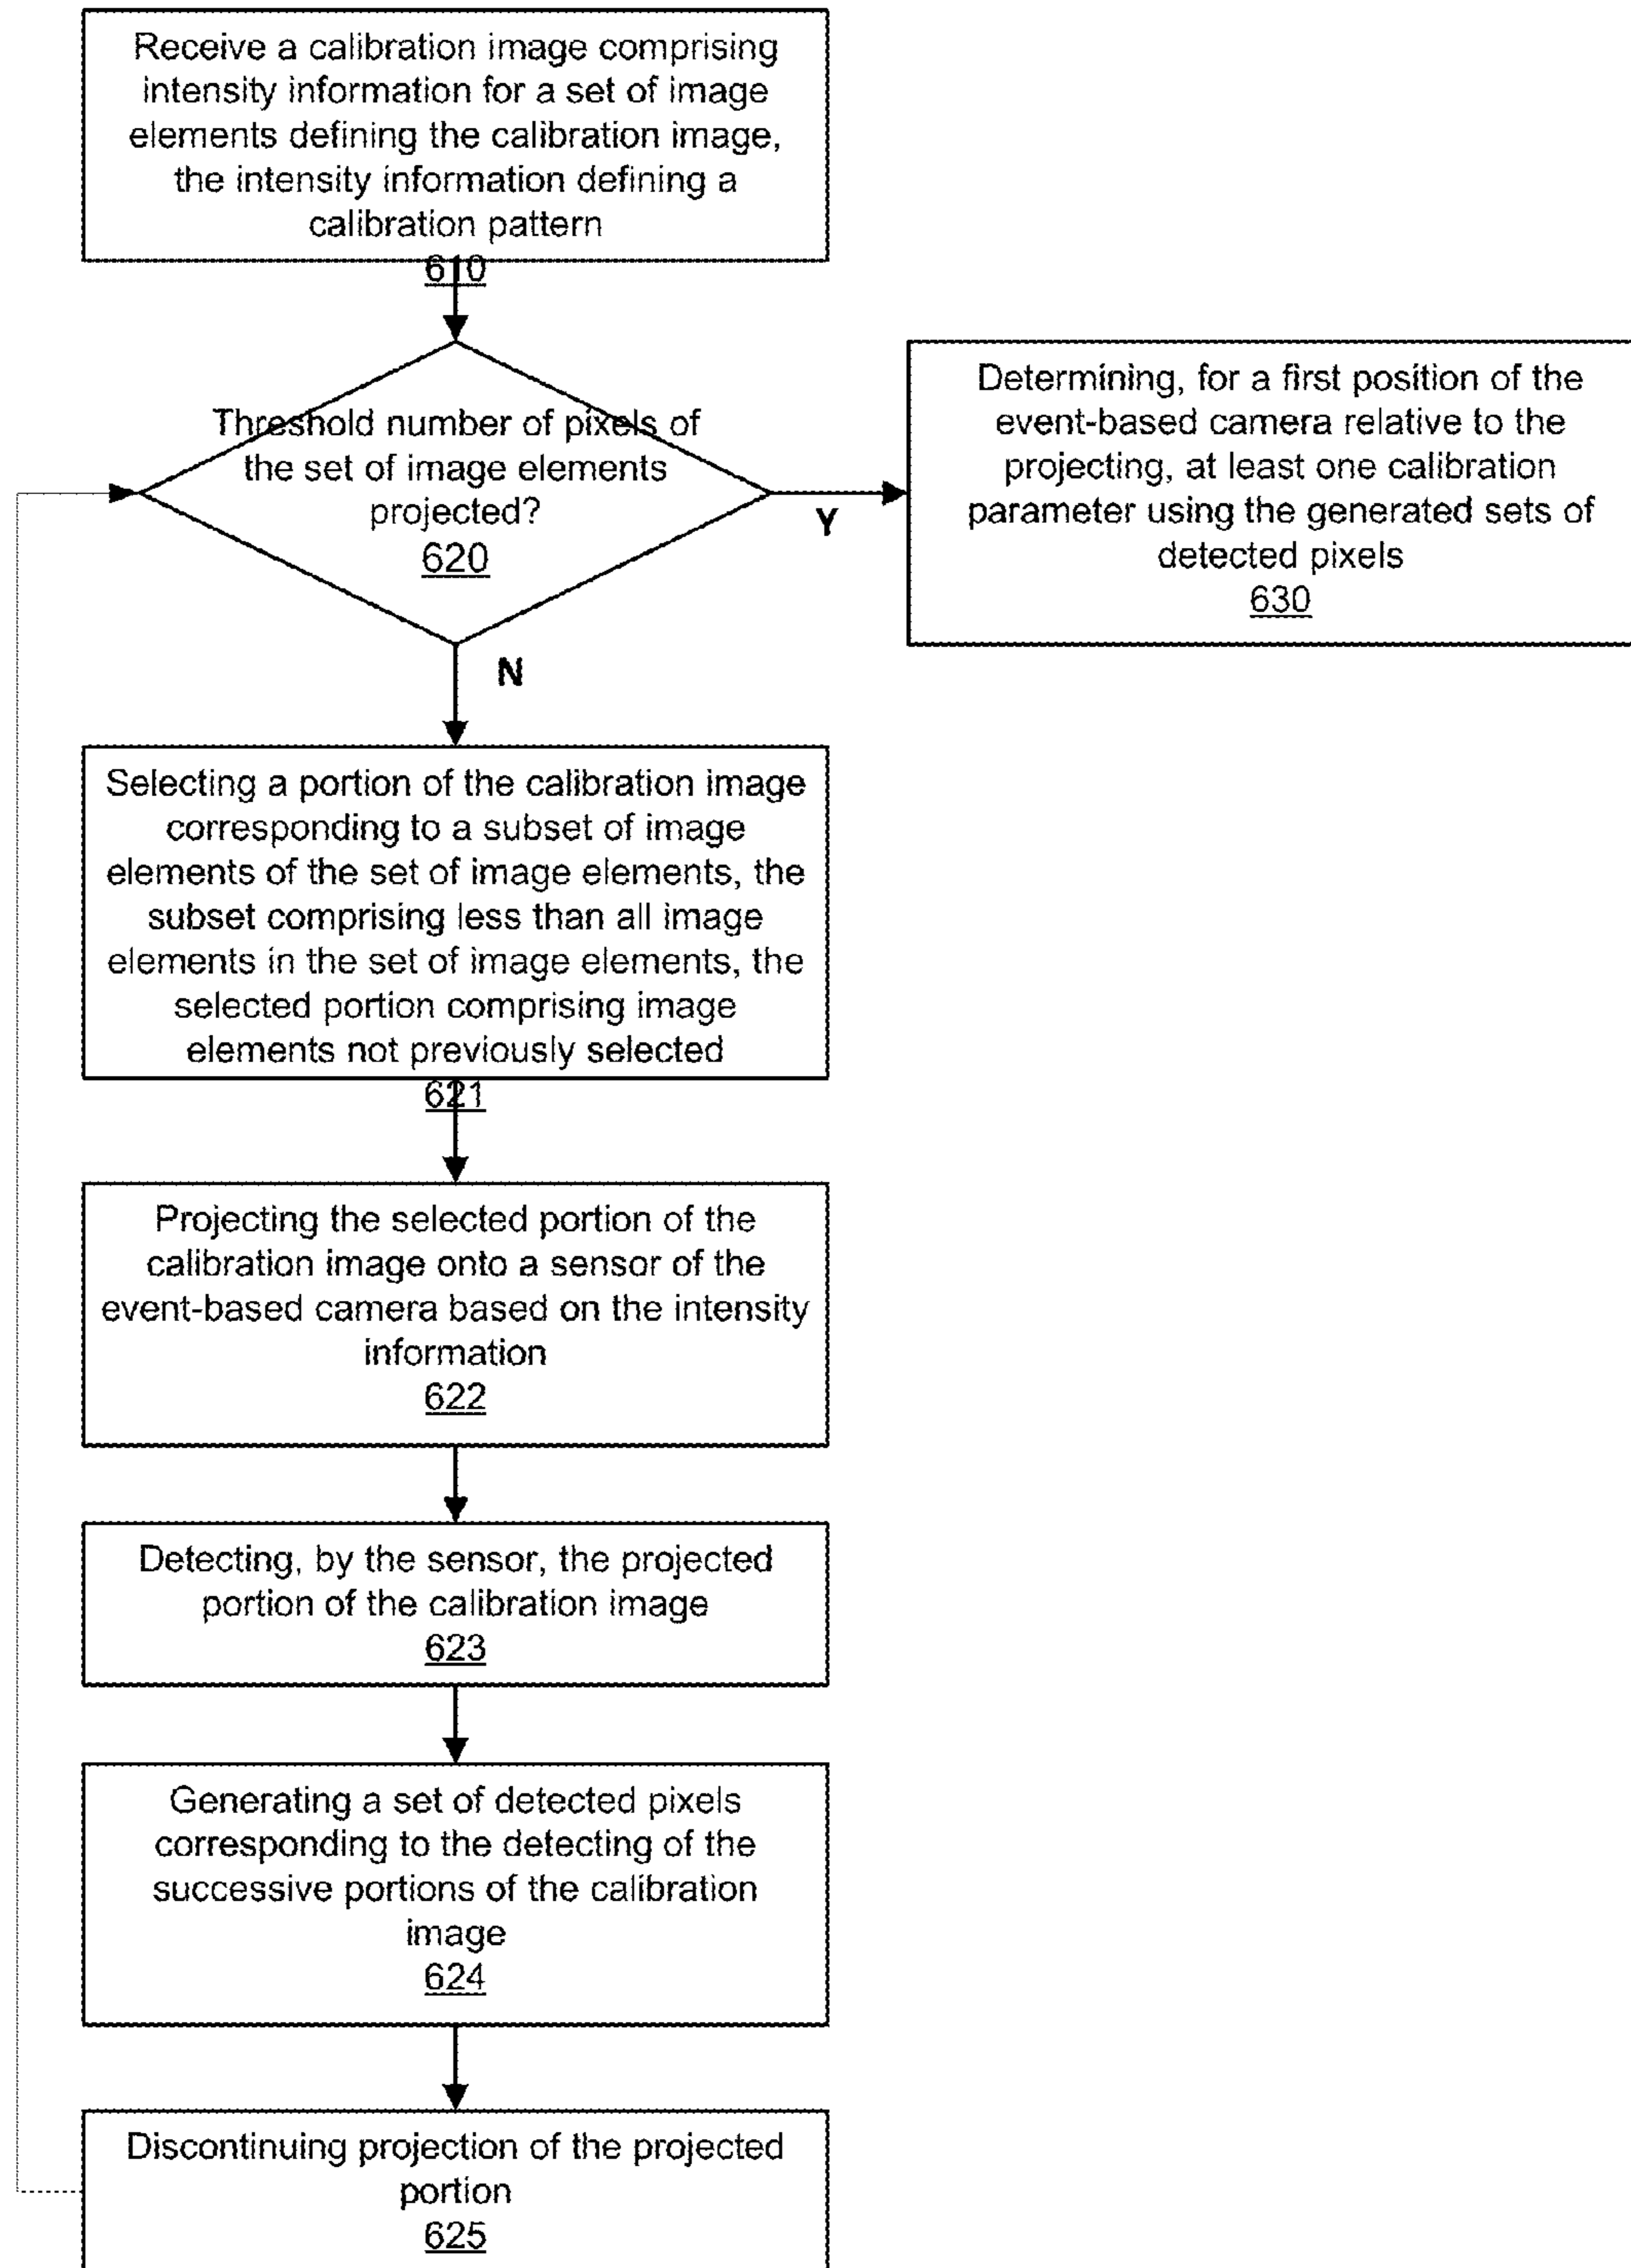 Receive a calibration image comprising
intensity information for a set of image
elements defining the calibration image,
the intensity information defining a
calibration pattern
610
Threshold number of pixels of
the set of image elements
projected?
620
Y
N
Determining, for a first position of the
event-based camera relative to the
projecting, at least one calibration
parameter using the generated sets of
detected pixels
630
Selecting a portion of the calibration image
corresponding to a subset of image
elements of the set of image elements, the
subset comprising less than all image
elements in the set of image elements, the
selected portion comprising image
elements not previously selected
621
Projecting the selected portion of the
calibration image onto a sensor of the
event-based camera based on the intensity
information
622
Detecting, by the sensor, the projected
portion of the calibration image
623
Generating a set of detected pixels
corresponding to the detecting of the
successive portions of the calibration
image
624
Discontinuing projection of the projected
portion
625